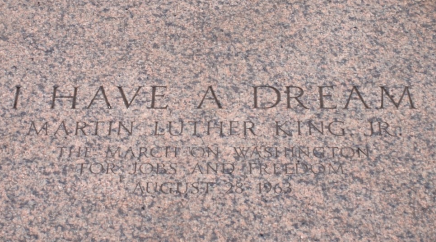 I HAVE A DREAM
MARTIN LUTHER KING, JR.
THE MARCH ON WASHINGTON
FOR JOBS AND FREEDOM
AUGUST 28, 1963